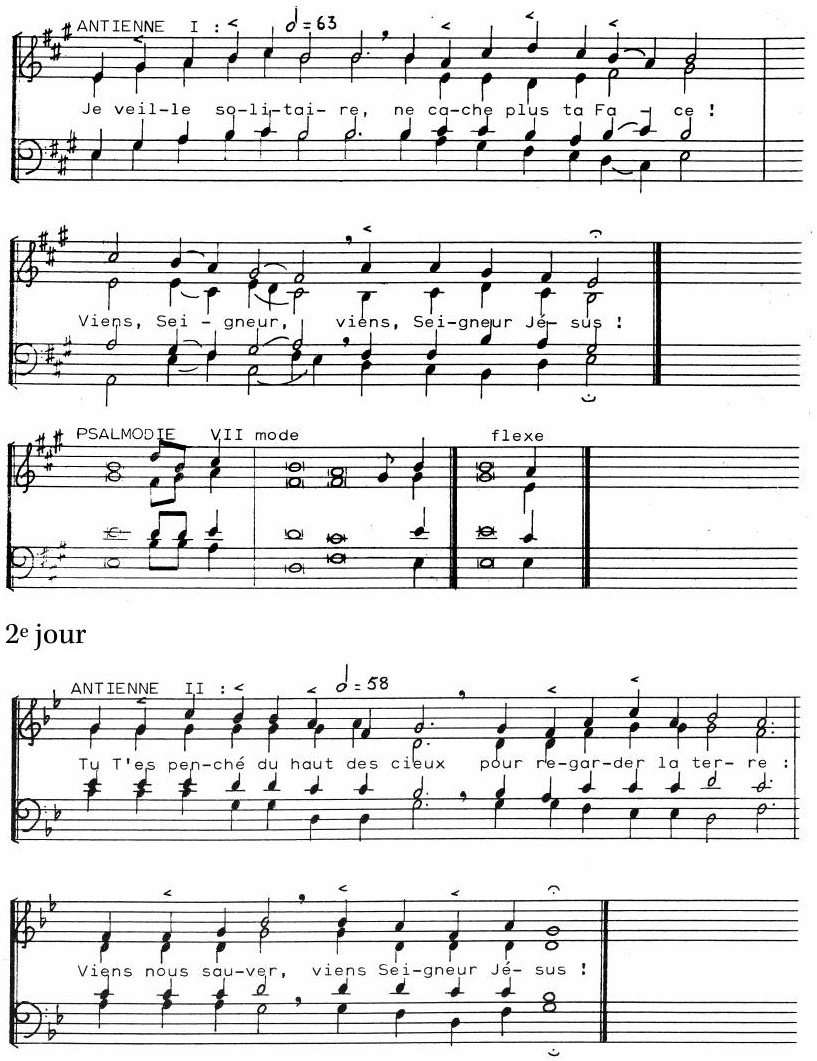 ANTIENNE I : 𝅗𝅥 = 63
Je veil-le so-li-tai- re, ne ca-che plus ta Fa - ce !
Viens, Sei - gneur, viens, Sei-gneur Jé- sus !
PSALMODIE VII mode flexe
2e jour
ANTIENNE II : 𝅗𝅥 = 58
Tu T'es pen-ché du haut des cieux pour re-gar-der la ter- re :
Viens nous sau-ver, viens Sei-gneur Jé- sus !